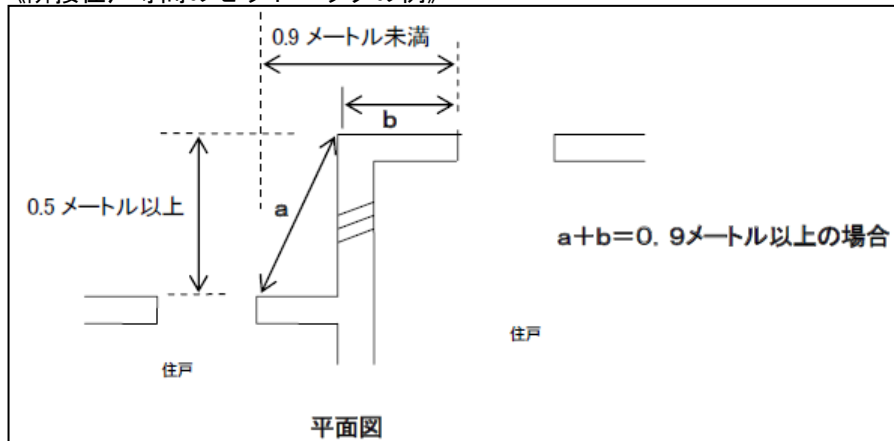 0.9 メートル未満
b
0.5 メートル以上
a
a+b=0. 9メートル以上の場合
住戸
住戸
平面図